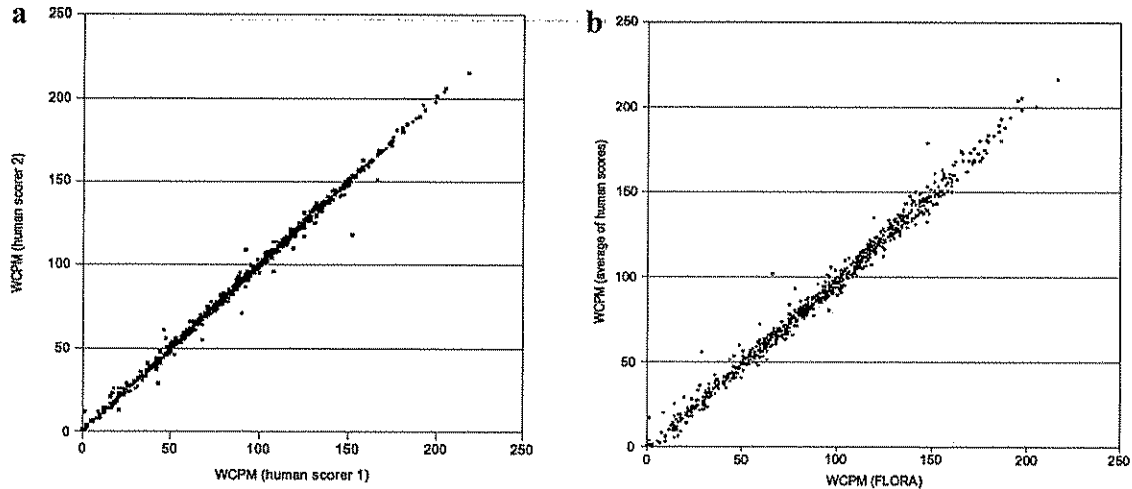 a
250
200
150
100
50
0
WCPM (human scorer 2)
0 50 100 150 200 250
WCPM (human scorer 1)
b
250
200
150
100
50
0
WCPM (average of human scores)
0 50 100 150 200 250
WCPM (FLORA)